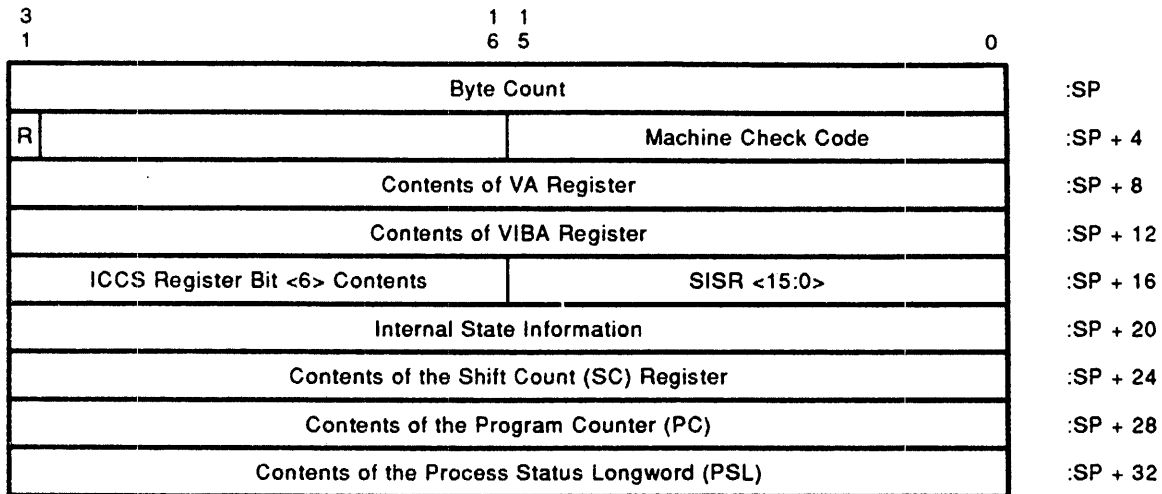 3 1 1
1 6 5 0
Byte Count :SP
R Machine Check Code :SP + 4
Contents of VA Register :SP + 8
Contents of VIBA Register :SP + 12
ICCS Register Bit <6> Contents SISR <15:0> :SP + 16
Internal State Information :SP + 20
Contents of the Shift Count (SC) Register :SP + 24
Contents of the Program Counter (PC) :SP + 28
Contents of the Process Status Longword (PSL) :SP + 32